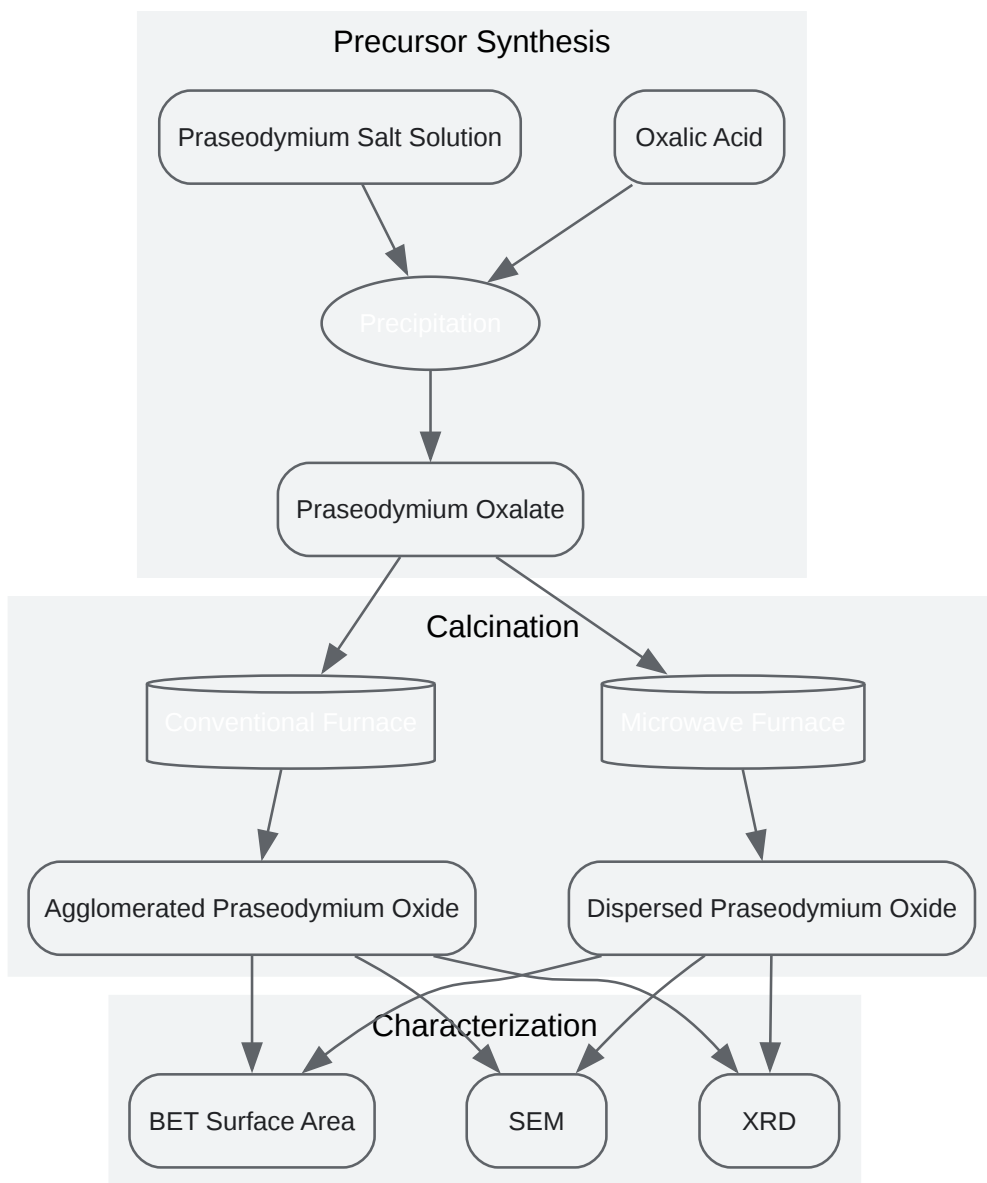 Precursor Synthesis
Praseodymium Salt Solution
Oxalic Acid
Precipitation
Praseodymium Oxalate
Calcination
Conventional Furnace
Microwave Furnace
Agglomerated Praseodymium Oxide
Dispersed Praseodymium Oxide
Characterization
BET Surface Area
SEM
XRD